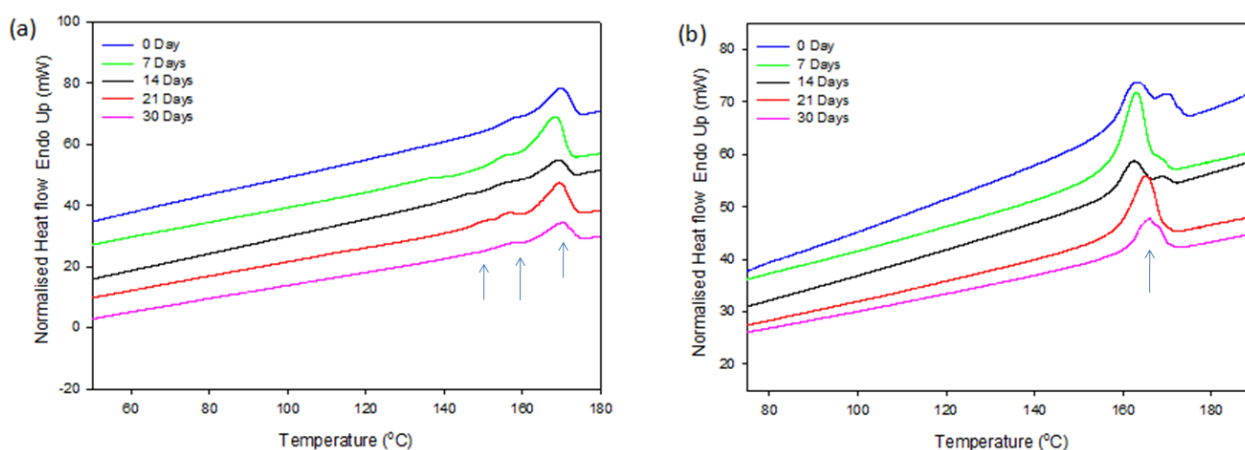 (a)
Normalised Heat flow Endo Up (mW)
100
80
60
40
20
0
-20
0 Day
7 Days
14 Days
21 Days
30 Days
60 80 100 120 140 160 180
Temperature (⁰C)
(b)
Normalised Heat flow Endo Up (mW)
80
70
60
50
40
30
20
0 Day
7 Days
14 Days
21 Days
30 Days
80 100 120 140 160 180
Temperature (⁰C)